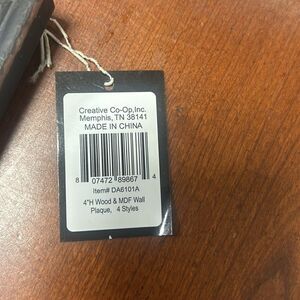 Creative Co-Op,Inc.
Memphis, TN 38141
MADE IN CHINA
8 07472 89867 4
Item# DA6101A
4"H Wood & MDF Wall
Plaque, 4 Styles